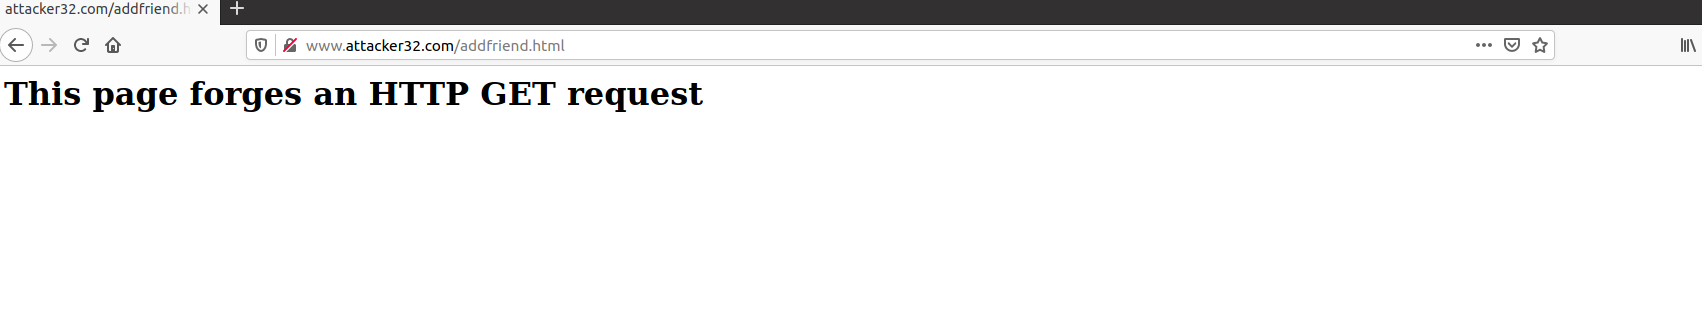 attacker32.com/addfriend.h
www.attacker32.com/addfriend.html
This page forges an HTTP GET request